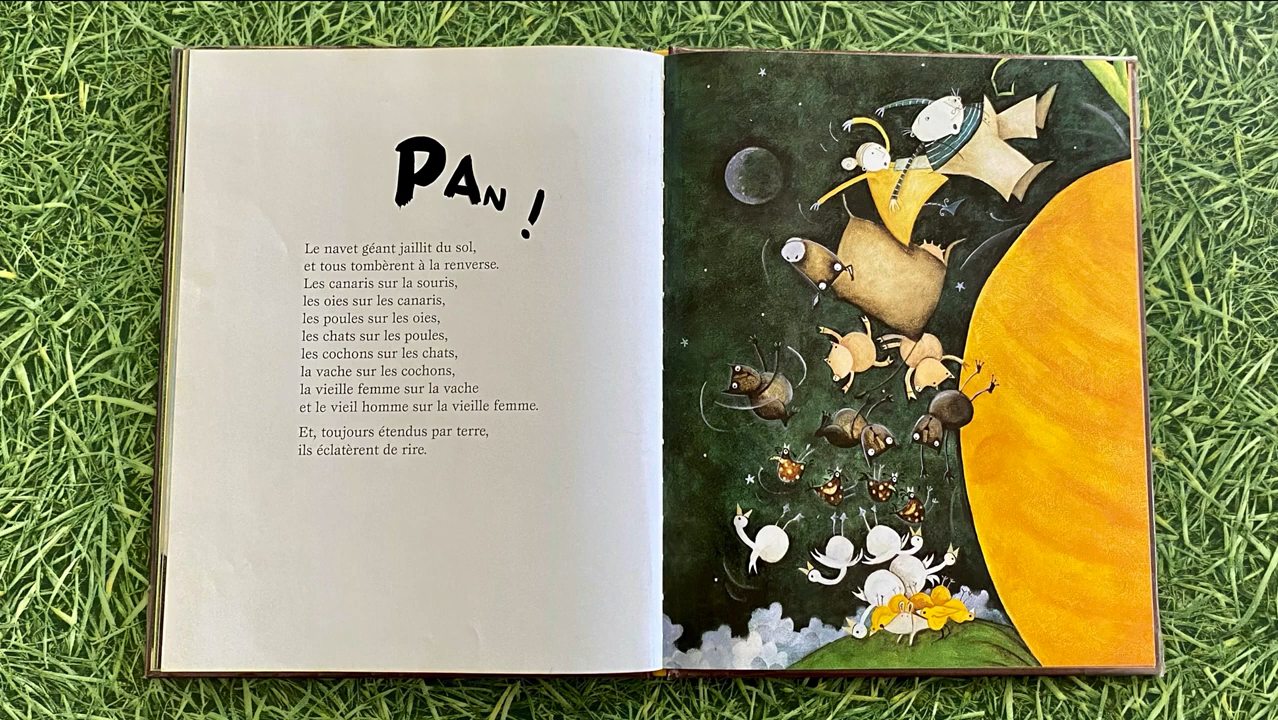 PAN !
Le navet géant jaillit du sol,
et tous tombèrent à la renverse.
Les canaris sur la souris,
les oies sur les canaris,
les poules sur les oies,
les chats sur les poules,
les cochons sur les chats,
la vache sur les cochons,
la vieille femme sur la vache
et le vieil homme sur la vieille femme.
Et, toujours étendus par terre,
ils éclatèrent de rire.